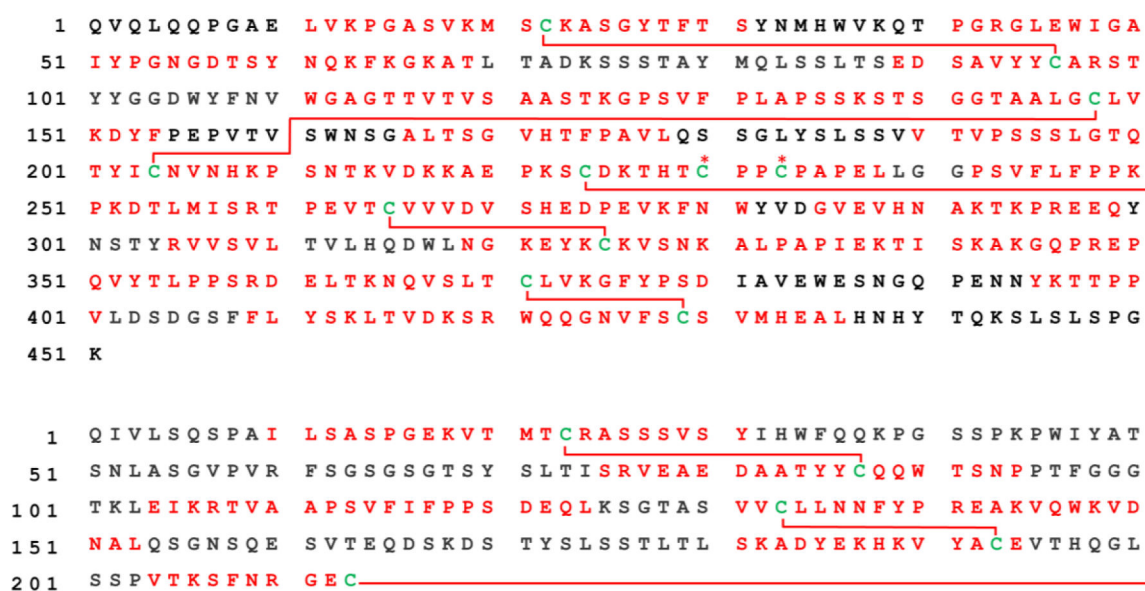 1 QVQLQQPGAE LVKPGASVKM SCKASGYTFT SYNMHWVKQT PGRGLEWIGA
51 IYPGNGDTSY NQKFKGKATL TADKSSSTAY MQLSSLTSED SAVYYCARST
101 YYGGDWYFNV WGAGTTVTVS AASTKGPSVF PLAPSSKSTS GGTAALGCLV
151 KDYFPEPVTV SWNSGALTSG VHTFPAVLQS SGLYSLSSVV TVPSSSLGTQ
* *
201 TYICNVNHKP SNTKVDKKAE PKSCDKTHTC PPCPAPELLG GPSVFLFPPK
251 PKDTLMISRT PEVTCVVVDV SHEDPEVKFN WYVDGVEVHN AKTKPREEQY
301 NSTYRVVSVL TVLHQDWLNG KEYKCKVSNK ALPAPIEKTI SKAKGQPREP
351 QVYTLPPSRD ELTKNQVSLT CLVKGFYPSD IAVEWESNGQ PENNYKTTPP
401 VLDSDGSFFL YSKLTVDKSR WQQGNVFSCS VMHEALHNHY TQKSLSLSPG
451 K
1 QIVLSQSPAI LSASPGEKVT MTCRASSSVS YIHWFQQKPG SSPKPWIYAT
51 SNLASGVPVR FSGSGSGTSY SLTISRVEAE DAATYYCQQW TSNPPTFGGG
101 TKLEIKRTVA APSVFIFPPS DEQLKSGTAS VVCLLNNFYP REAKVQWKVD
151 NALQSGNSQE SVTEQDSKDS TYSLSSTLTL SKADYEKHKV YACEVTHQGL
201 SSPVTKSFNR GEC